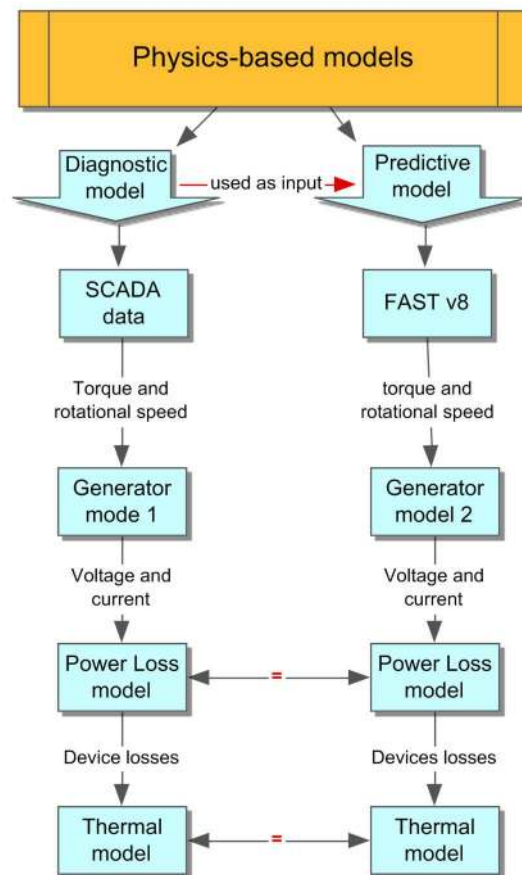 Physics-based models
Diagnostic
model
used as input
Predictive
model
SCADA
data
FAST v8
Torque and
rotational speed
torque and
rotational speed
Generator
mode 1
Generator
model 2
Voltage and
current
Voltage and
current
Power Loss
model
=
Power Loss
model
Device losses
Devices losses
Thermal
model
=
Thermal
model